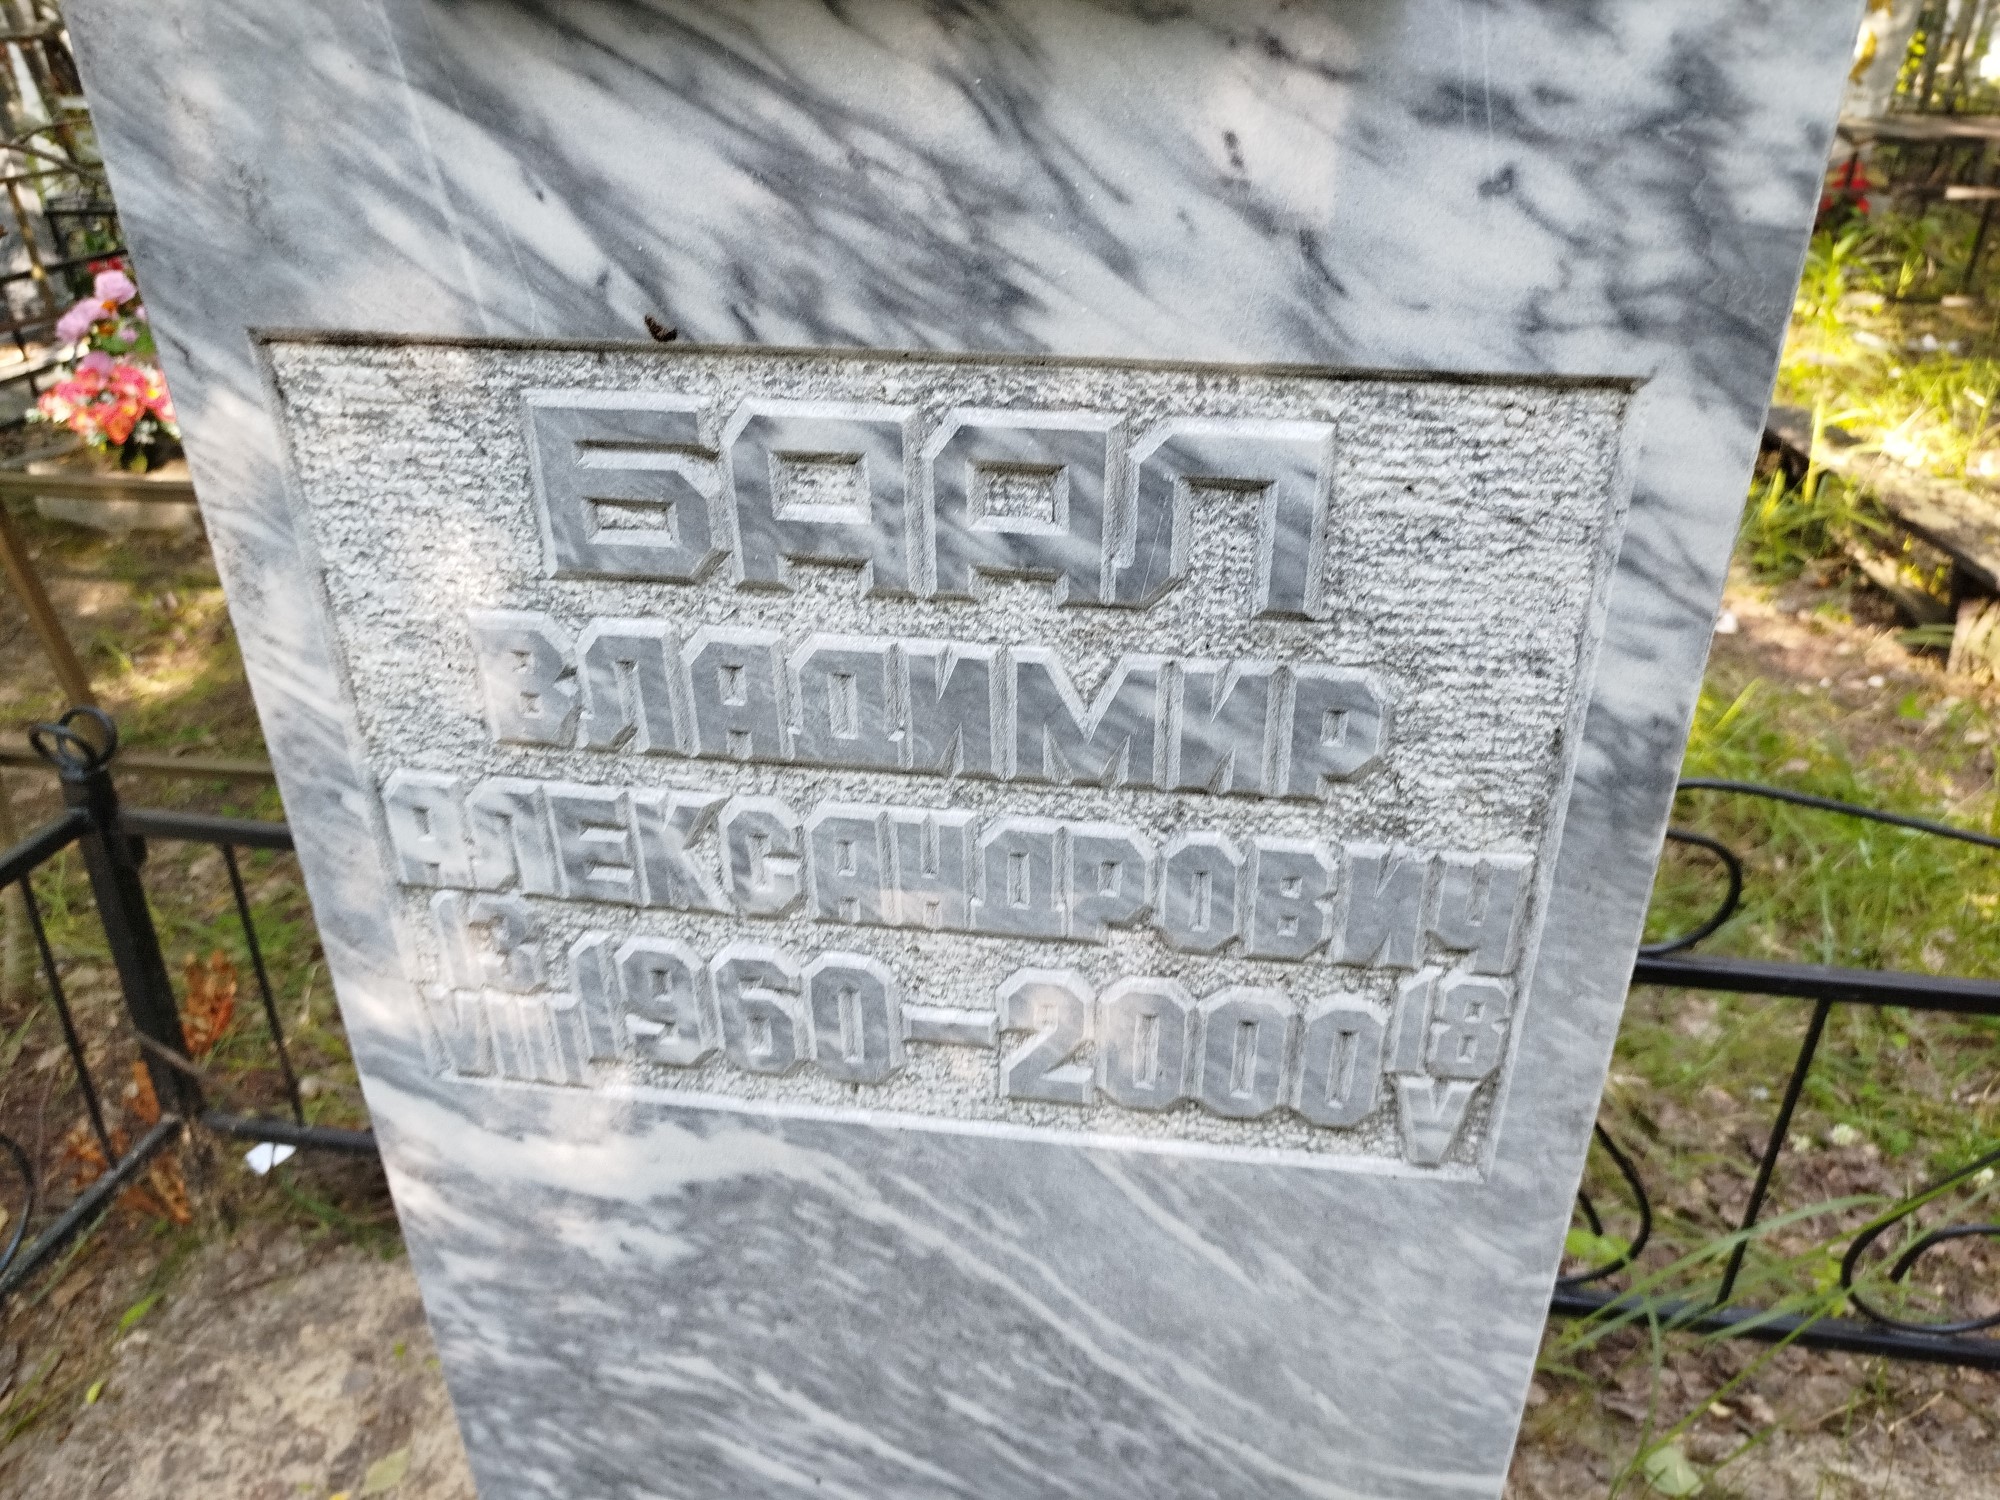 БААЛ
ВЛАДИМИР
АЛЕКСАНДРОВИЧ
13 VIII 1960-2000 18 V